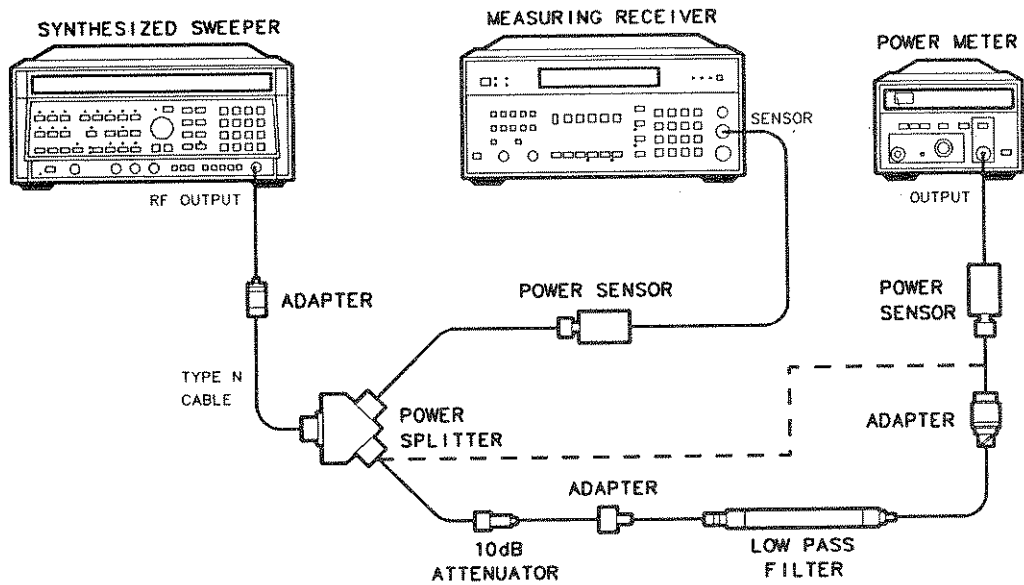 SYNTHESIZED SWEEPER
MEASURING RECEIVER
POWER METER
SENSOR
RF OUTPUT
OUTPUT
ADAPTER
POWER SENSOR
POWER
SENSOR
TYPE N
CABLE
POWER
SPLITTER
ADAPTER
ADAPTER
10dB
ATTENUATOR
LOW PASS
FILTER